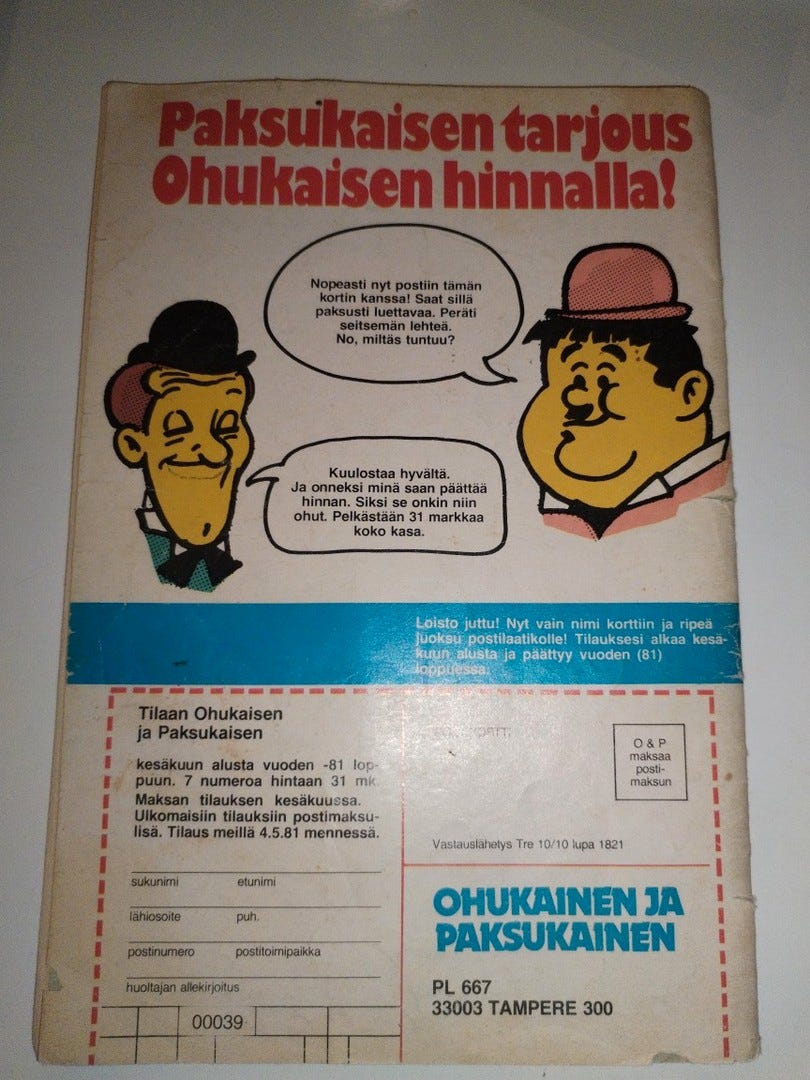 Paksukaisen tarjous
Ohukaisen hinnalla!
Nopeasti nyt postiin tämän
kortin kanssa! Saat sillä
paksusti luettavaa. Peräti
seitsemän lehteä.
No, miltäs tuntuu?
Kuulostaa hyvältä.
Ja onneksi minä saan päättää
hinnan. Siksi se onkin niin
ohut. Pelkästään 31 markkaa
koko kasa.
Loisto juttu! Nyt vain nimi korttiin ja ripeä
juoksu postilaatikolle! Tilauksesi alkaa kesä-
kuun alusta ja päättyy vuoden (81)
loppuessa.
Tilaan Ohukaisen
ja Paksukaisen
kesäkuun alusta vuoden -81 lop-
puun. 7 numeroa hintaan 31 mk
Maksan tilauksen kesäkuussa.
Ulkomaisiin tilauksiin postimaksu-
lisä. Tilaus meillä 4.5.81 mennessä.
sukunimi etunimi
lähiosoite puh.
postinumero postitoimipaikka
huoltajan allekirjoitus
00039
O & P
maksaa
posti-
maksun
Vastauslähetys Tre 10/10 lupa 1821
OHUKAINEN JA
PAKSUKAINEN
PL 667
33003 TAMPERE 300